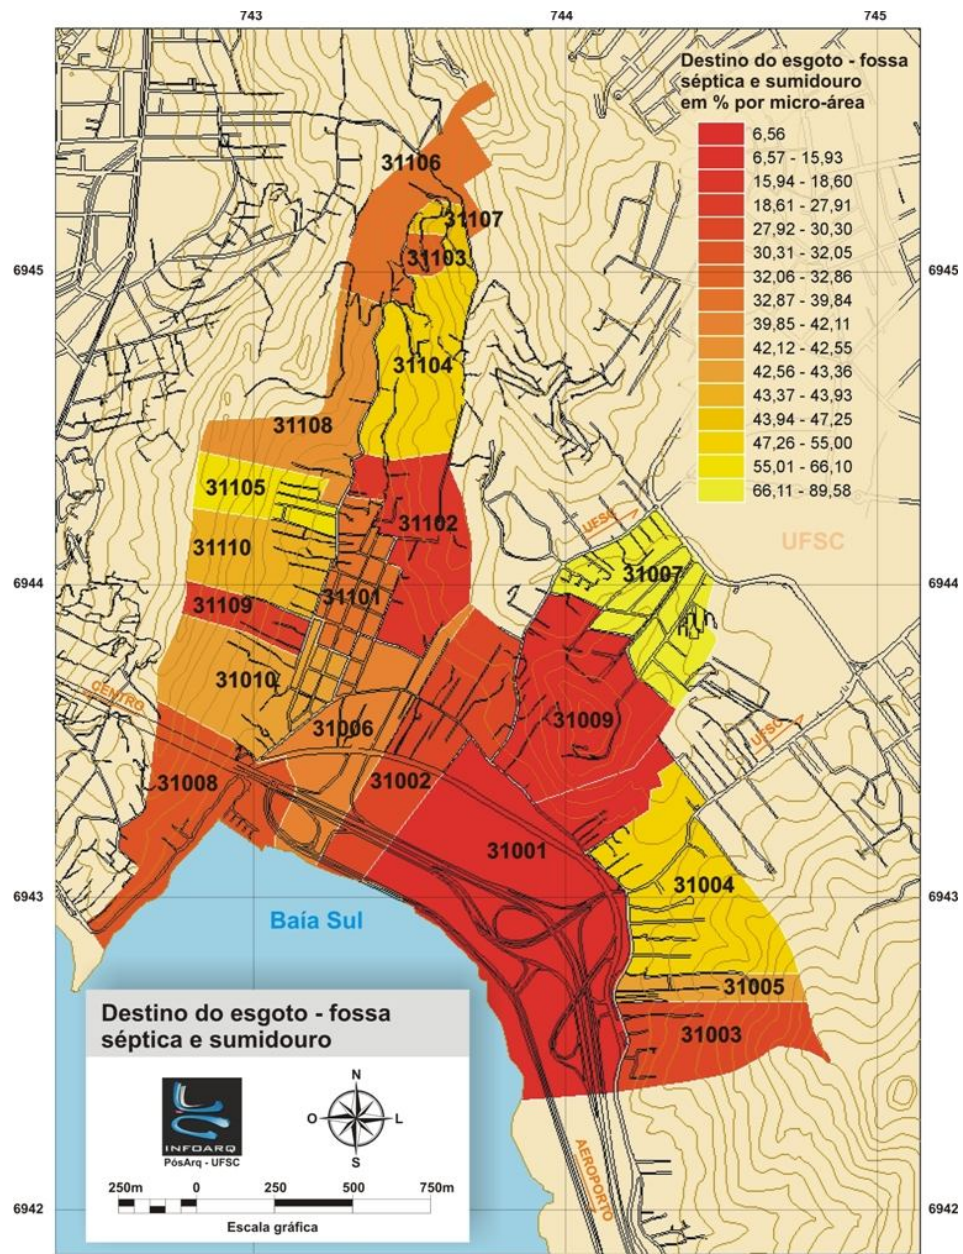 743
744
745
Destino do esgoto - fossa
séptica e sumidouro
em % por micro-área
6,56
6,57 - 15,93
15,94 - 18,60
18,61 - 27,91
27,92 - 30,30
30,31 - 32,05
32,06 - 32,86
32,87 - 39,84
39,85 - 42,11
42,12 - 42,55
42,56 - 43,36
43,37 - 43,93
43,94 - 47,25
47,26 - 55,00
55,01 - 66,10
66,11 - 89,58
31106
31107
31103
6945
6945
31104
31108
31105
31102
UFSC
UFSC
31110
31007
6944
6944
31101
31109
31010
CENTRO
31009
UFSC
31006
31008
31002
31001
31004
6943
6943
Baía Sul
31005
31003
Destino do esgoto - fossa
séptica e sumidouro
INFOARQ
PósArq - UFSC
N
O
L
S
250m
0
250
500
750m
Escala gráfica
AEROPORTO
6942
6942